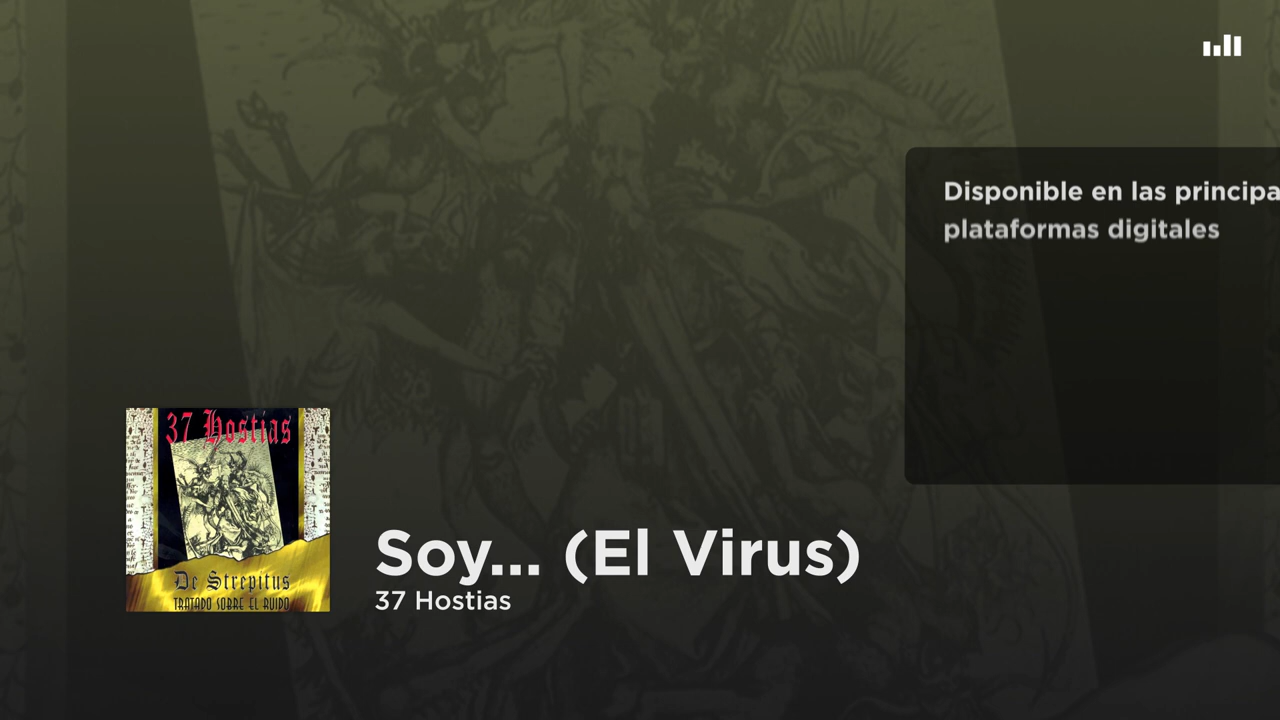 Disponible en las principa
plataformas digitales
37 Hostias
De Strepitus
TRATADO SOBRE EL RUIDO
Soy... (El Virus)
37 Hostias